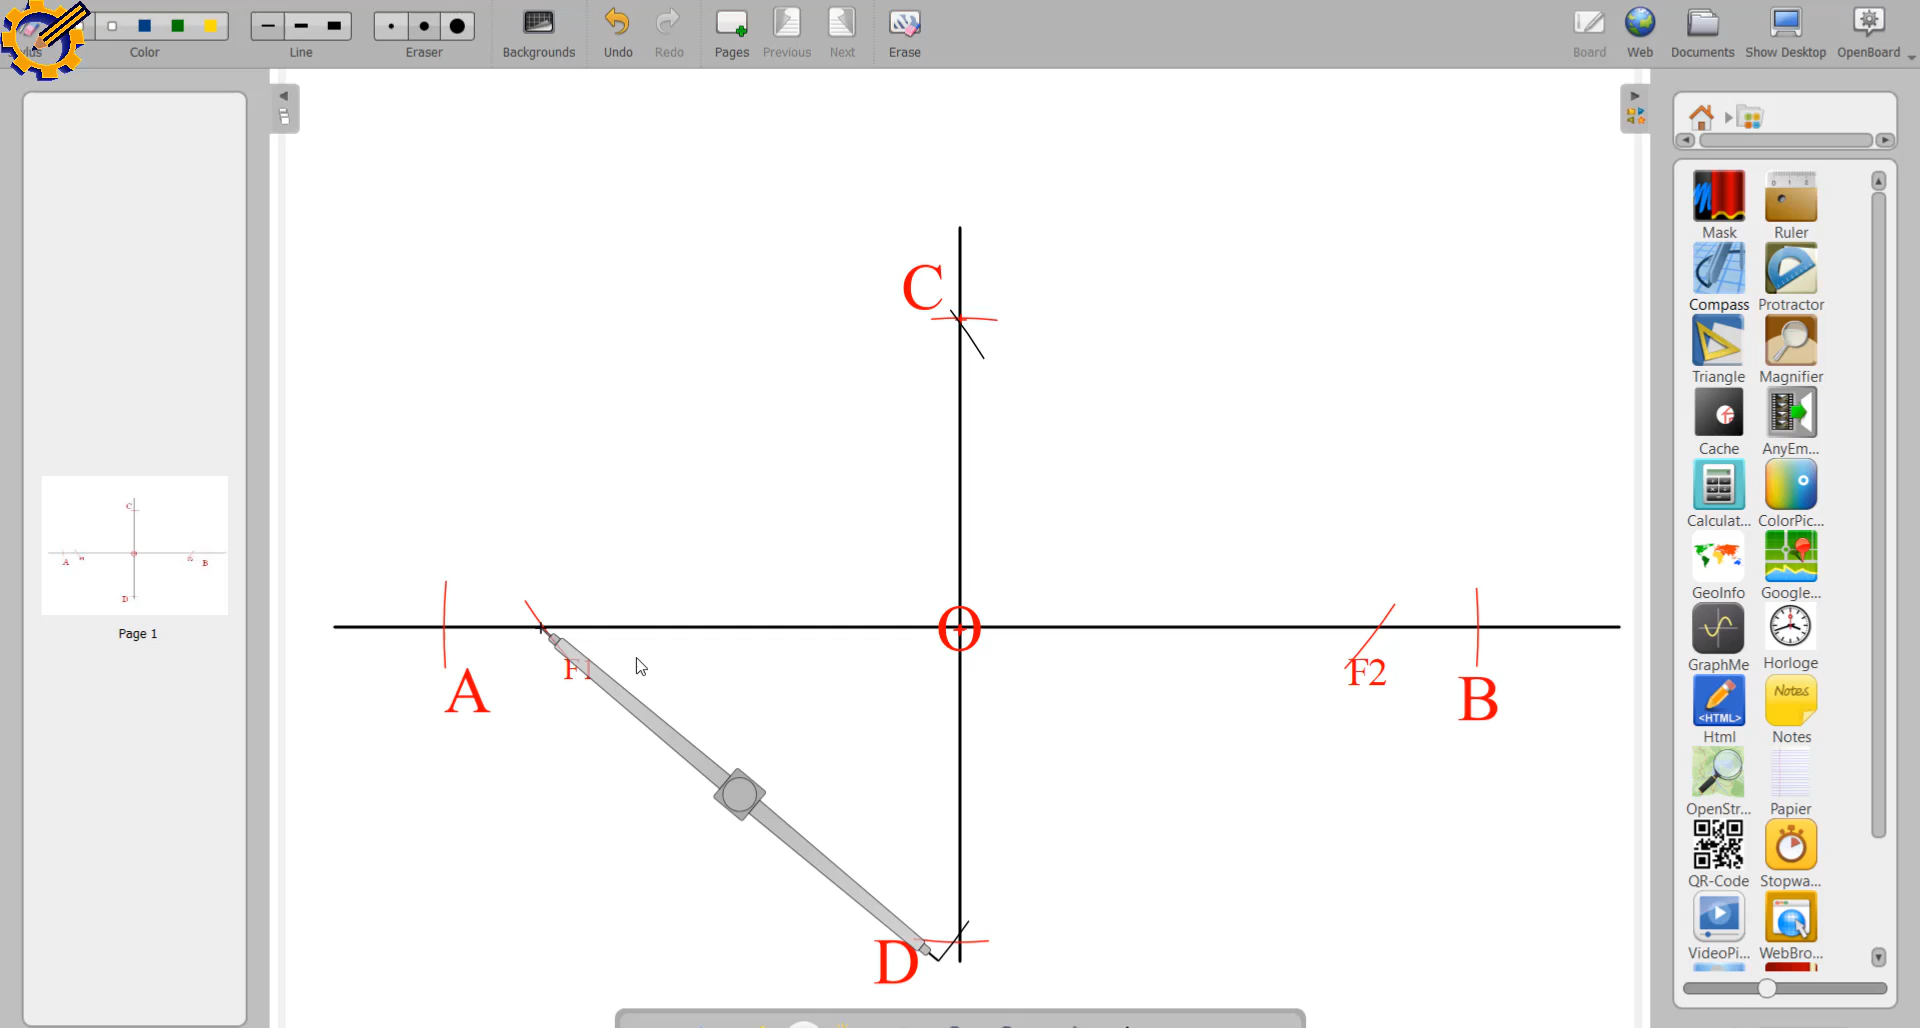 Color
Line
Eraser
Backgrounds
Undo
Redo
Pages
Previous
Next
Erase
Board
Web
Documents
Show Desktop
OpenBoard
Page 1
C
A
F1
O
F2
B
D
Mask
Ruler
Compass
Protractor
Triangle
Magnifier
Cache
AnyEm...
Calculat...
ColorPic...
GeoInfo
Google...
GraphMe
Horloge
<HTML>
Notes
Html
Notes
OpenStr...
Papier
QR-Code
Stopwa...
VideoPi...
WebBro...